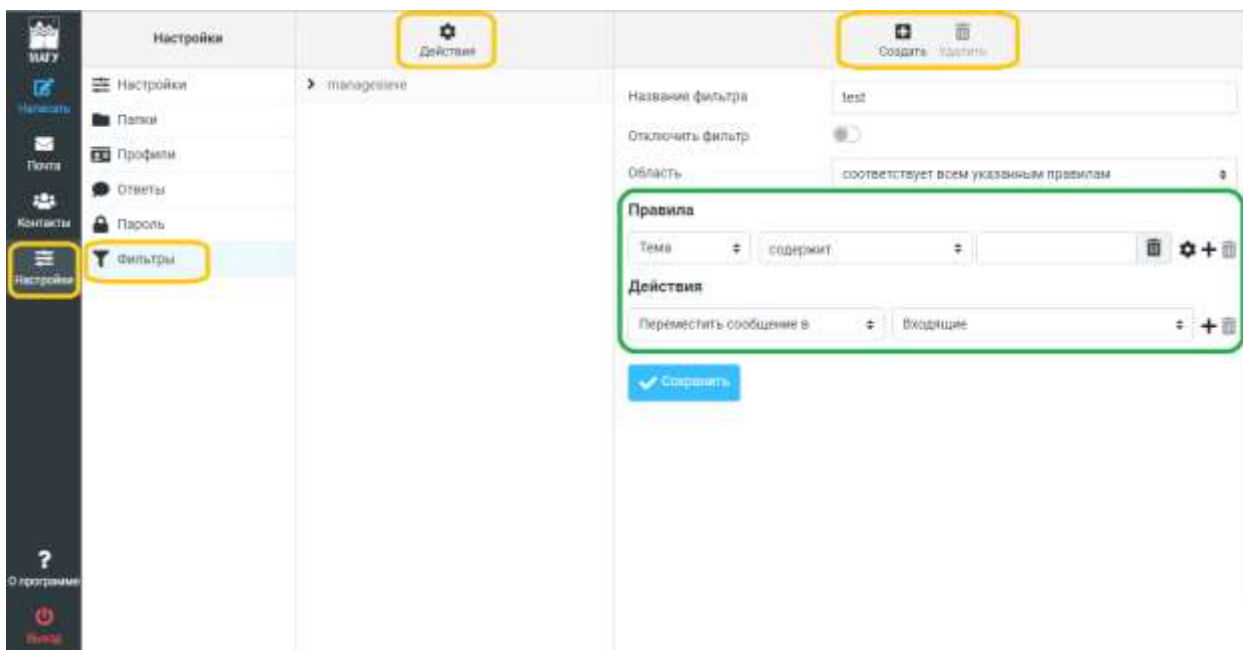 МАГУ
Написать
Почта
Контакты
Настройки
? 
О программе
Выход
Настройки
Настройки
Папки
Профили
Ответы
Пароль
Фильтры
Действия
managesieve
Создать Удалить
Название фильтра test
Отключить фильтр
Область соответствует всем указанным правилам
Правила
Тема содержит
Действия
Переместить сообщение в Входящие
Сохранить